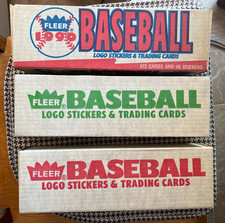 FLEER
1990
BASEBALL
LOGO STICKERS & TRADING CARDS
672 CARDS AND 45 STICKERS
FLEER
BASEBALL
LOGO STICKERS & TRADING CARDS
FLEER
BASEBALL
LOGO STICKERS & TRADING CARDS